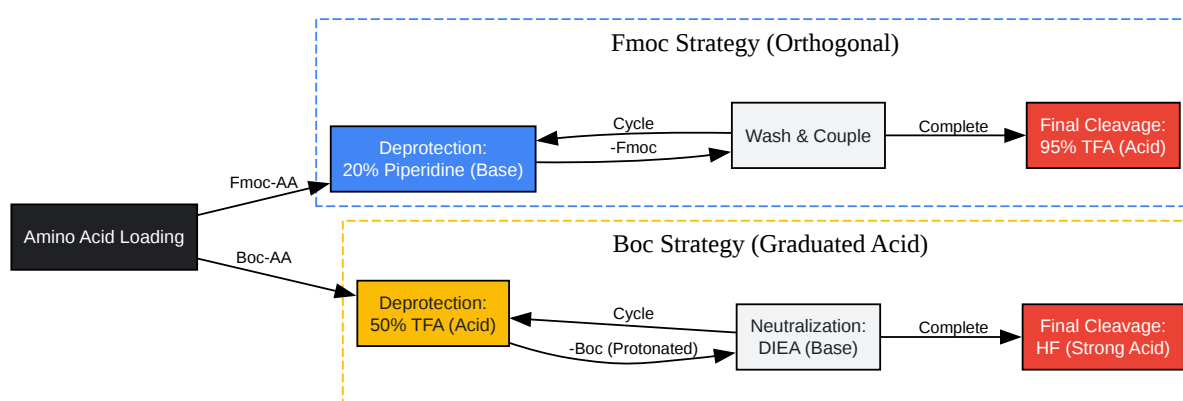 Fmoc Strategy (Orthogonal)
Deprotection:
20% Piperidine (Base)
Cycle
-Fmoc
Wash & Couple
Complete
Final Cleavage:
95% TFA (Acid)
Fmoc-AA
Amino Acid Loading
Boc-AA
Boc Strategy (Graduated Acid)
Deprotection:
50% TFA (Acid)
Cycle
-Boc (Protonated)
Neutralization:
DIEA (Base)
Complete
Final Cleavage:
HF (Strong Acid)